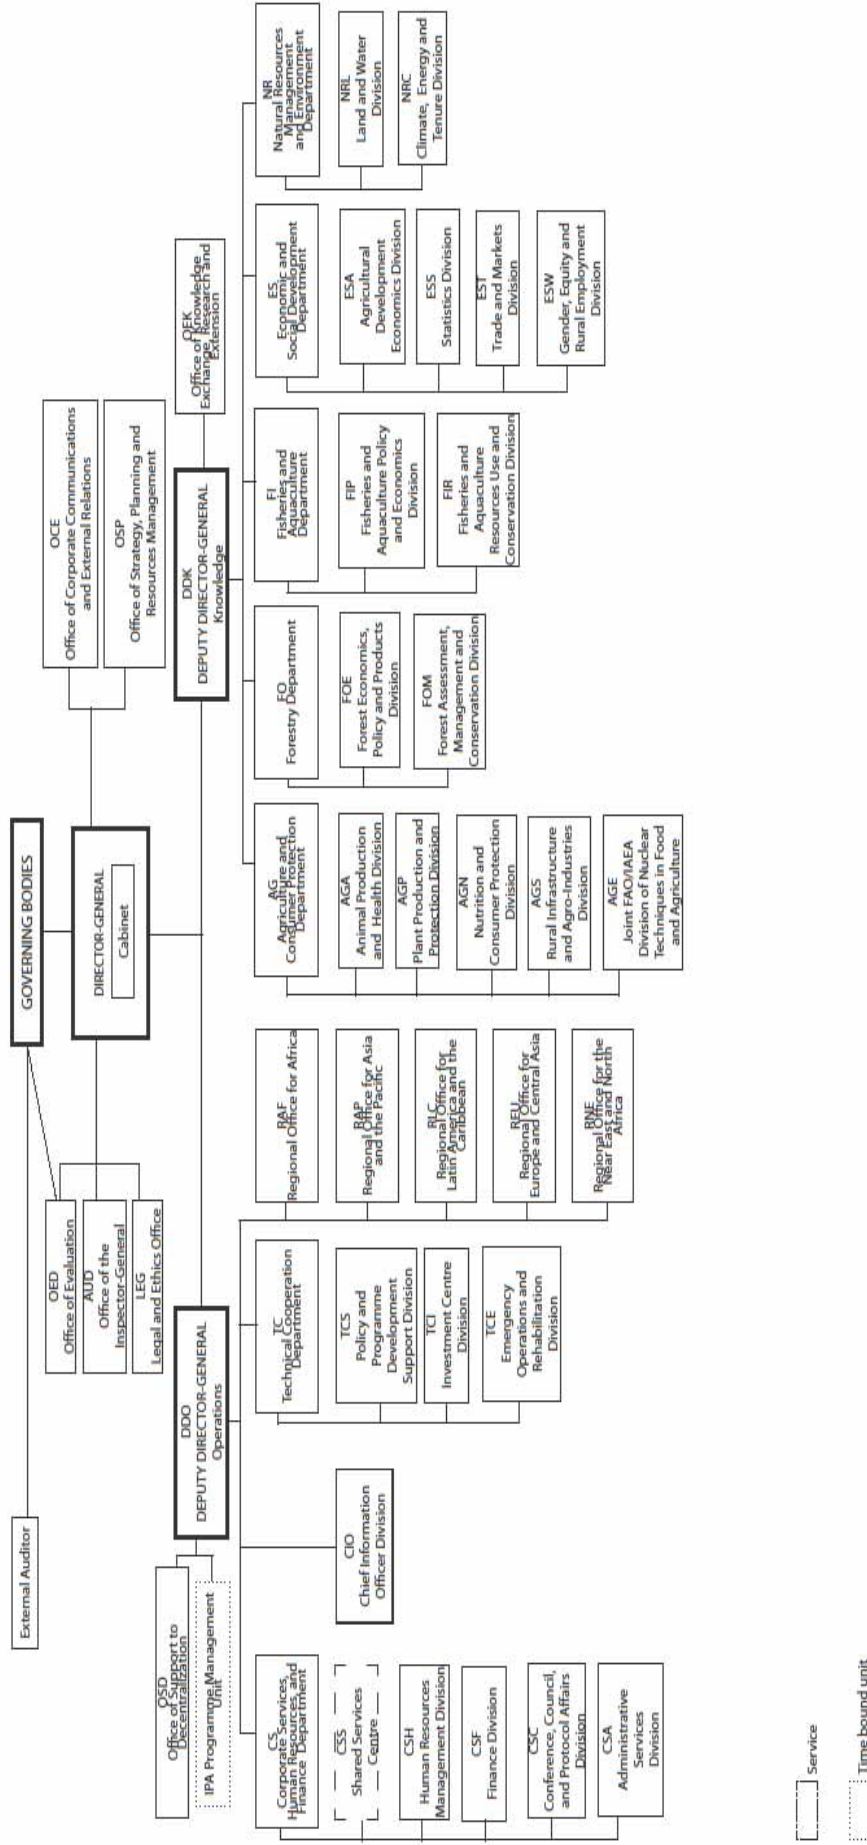 GOVERNING BODIES
External Auditor
DIRECTOR-GENERAL
Cabinet
OED
Office of Evaluation
AUD
Office of the
Inspector-General
LEG
Legal and Ethics Office
OCE
Office of Corporate Communications
and External Relations
OSP
Office of Strategy, Planning and
Resources Management
OSD
Office of Support to
Decentralization
IPA Programme Management
Unit
DDO
DEPUTY DIRECTOR-GENERAL
Operations
DDK
DEPUTY DIRECTOR-GENERAL
Knowledge
OEK
Office of Knowledge
Exchange, Research and
Extension
CS
Corporate Services,
Human Resources, and
Finance Department
CSS
Shared Services
Centre
CSH
Human Resources
Management Division
CSF
Finance Division
CSC
Conference, Council,
and Protocol Affairs
Division
CSA
Administrative
Services
Division
CIO
Chief Information
Officer Division
TC
Technical Cooperation
Department
TCS
Policy and
Programme
Development
Support Division
TCI
Investment Centre
Division
TCE
Emergency
Operations and
Rehabilitation
Division
RAF
Regional Office for Africa
RAP
Regional Office for Asia
and the Pacific
RLC
Regional Office for
Latin America and the
Caribbean
REU
Regional Office for
Europe and Central Asia
RNE
Regional Office for the
Near East and North
Africa
AG
Agriculture and
Consumer Protection
Department
AGA
Animal Production
and Health Division
AGP
Plant Production and
Protection Division
AGN
Nutrition and
Consumer Protection
Division
AGS
Rural Infrastructure
and Agro-Industries
Division
AGE
Joint FAO/IAEA
Division of Nuclear
Techniques in Food
and Agriculture
FO
Forestry Department
FOE
Forest Economics,
Policy and Products
Division
FOM
Forest Assessment,
Management and
Conservation Division
FI
Fisheries and
Aquaculture
Department
FIP
Fisheries and
Aquaculture Policy
and Economics
Division
FIR
Fisheries and
Aquaculture
Resources Use and
Conservation Division
ES
Economic and
Social Development
Department
ESA
Agricultural
Development
Economics Division
ESS
Statistics Division
EST
Trade and Markets
Division
ESW
Gender, Equity and
Rural Employment
Division
NR
Natural Resources
Management
and Environment
Department
NRL
Land and Water
Division
NRC
Climate, Energy and
Tenure Division
Service
Time bound unit